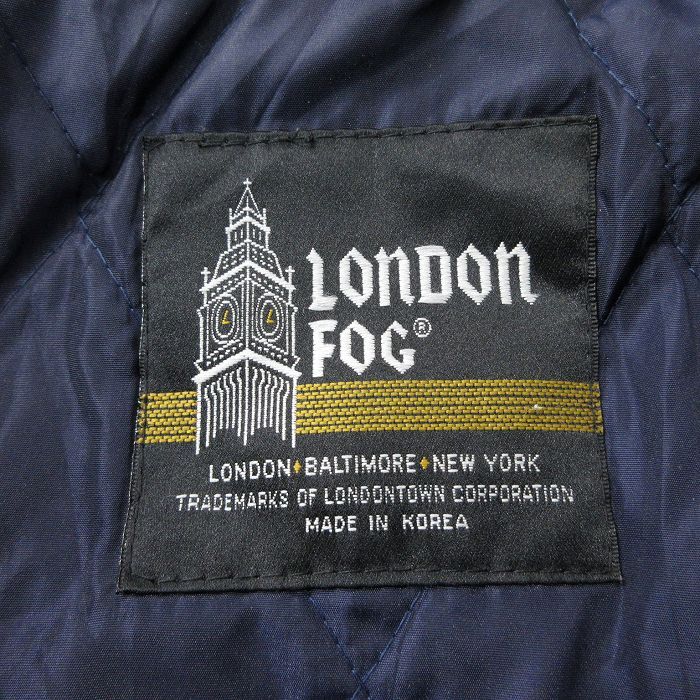 LONDON
FOG®
LONDON♦BALTIMORE♦NEW YORK
TRADEMARKS OF LONDONTOWN CORPORATION
MADE IN KOREA